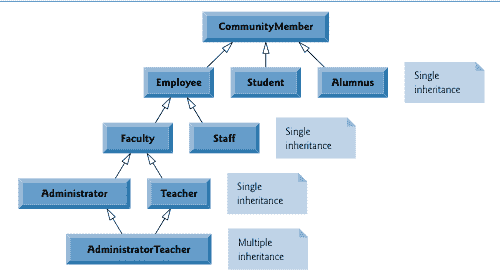 CommunityMember
Employee
Student
Alumnus
Single
inheritance
Faculty
Staff
Single
inheritance
Administrator
Teacher
Single
inheritance
AdministratorTeacher
Multiple
inheritance